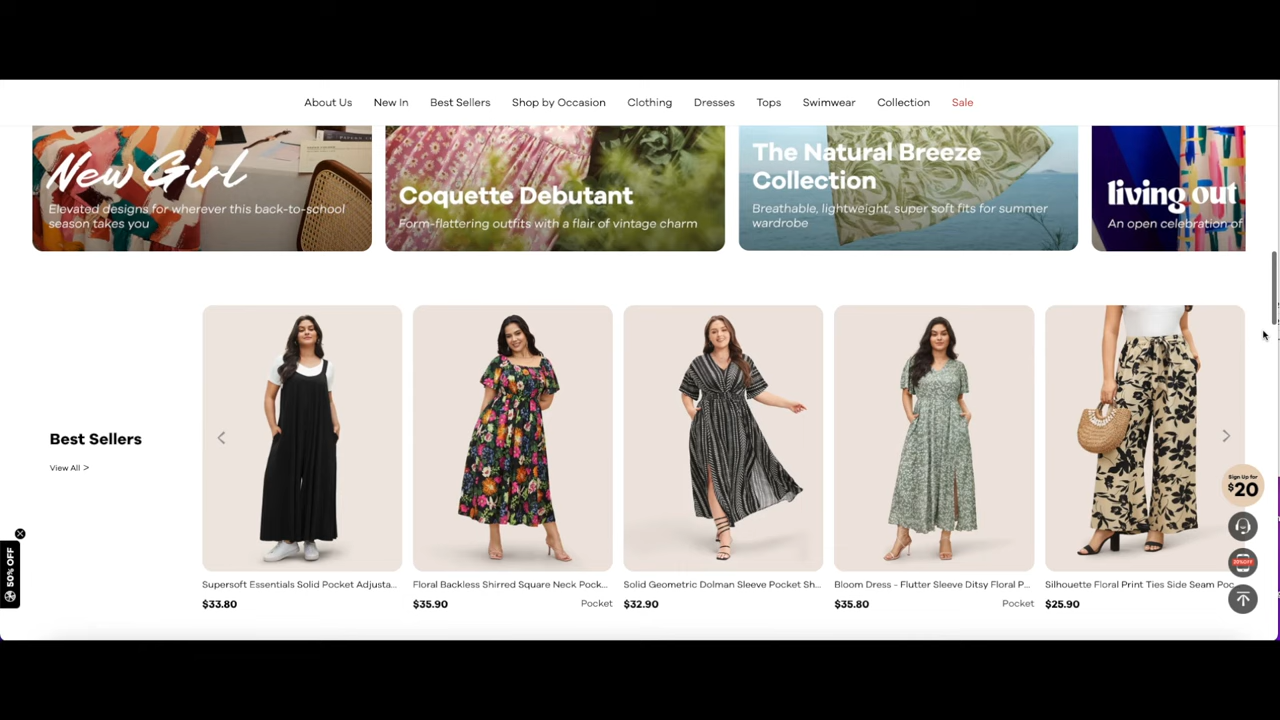 About Us New In Best Sellers Shop by Occasion Clothing Dresses Tops Swimwear Collection Sale
New Girl
Elevated designs for wherever this back-to-school
season takes you
Coquette Debutant
Form-flattering outfits with a flair of vintage charm
The Natural Breeze
Collection
Breathable, lightweight, super soft fits for summer
wardrobe
living out
An open celebration of
Best Sellers
View All >
Supersoft Essentials Solid Pocket Adjusta...
$33.80
Floral Backless Shirred Square Neck Pock...
$35.90 Pocket
Solid Geometric Dolman Sleeve Pocket Sh...
$32.90
Bloom Dress - Flutter Sleeve Ditsy Floral P...
$35.80 Pocket
Silhouette Floral Print Ties Side Seam Poc...
$25.90
Sign Up for
$20
20%OFF
50% OFF